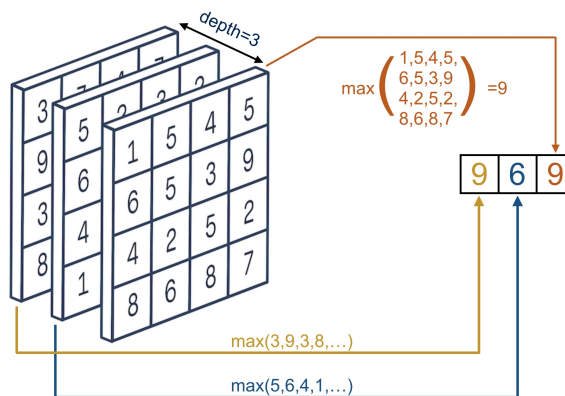 depth=3
1,5,4,5,
6,5,3,9
4,2,5,2,
8,6,8,7
max( )=9
3
9
3
8
5
6
4
1
1 5 4 5
6 5 3 9
4 2 5 2
8 6 8 7
9 6 9
max(3,9,3,8,…)
max(5,6,4,1,…)